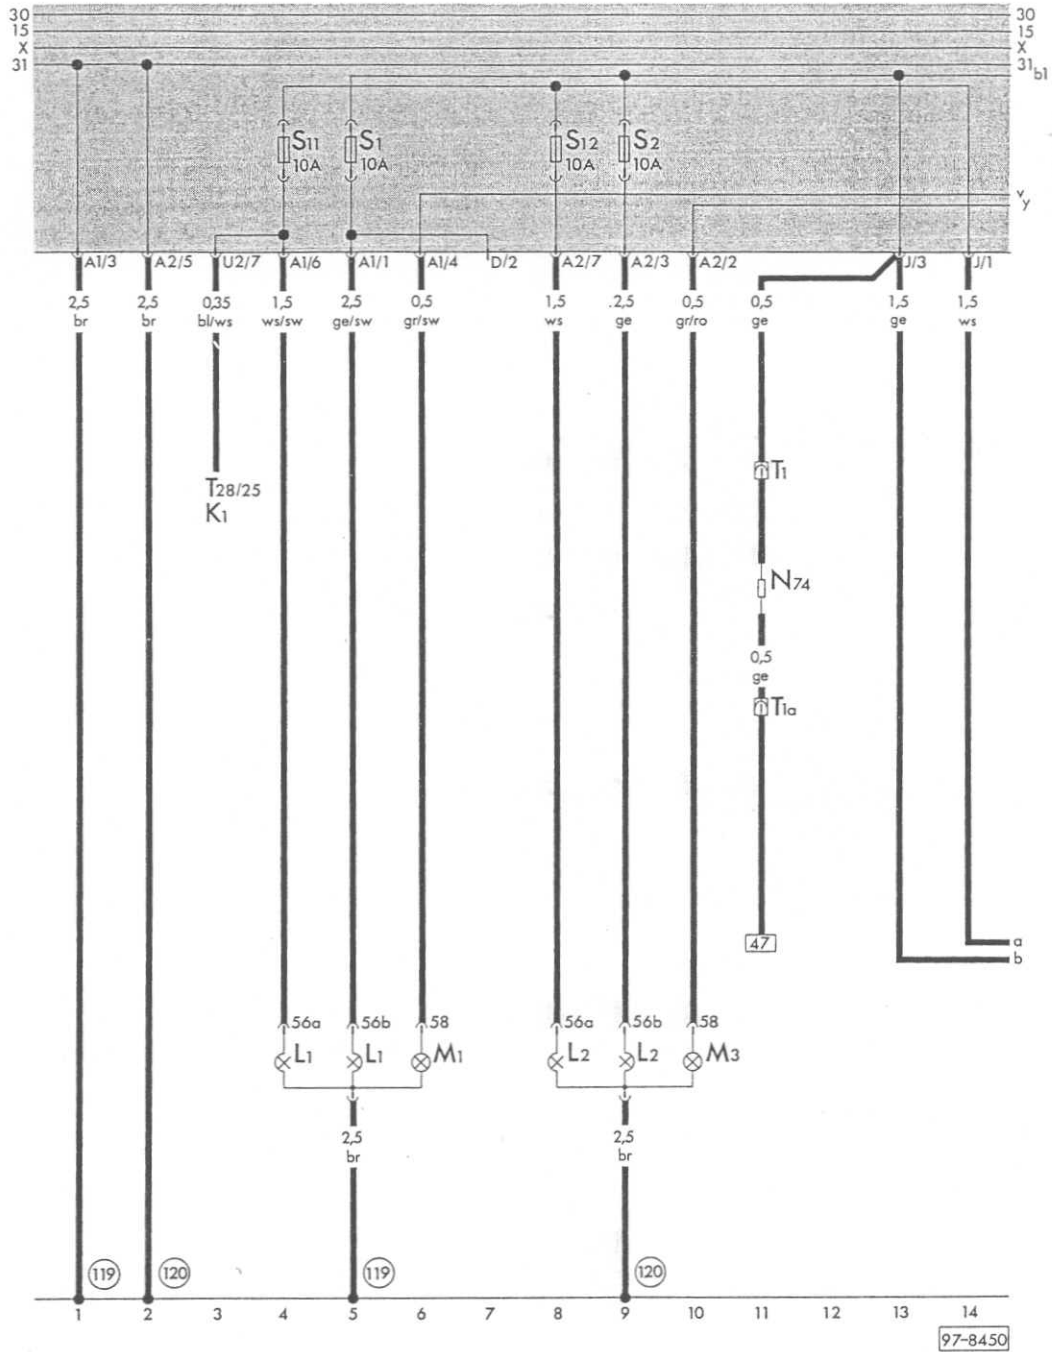 30 30
15 15
X X
31 31 b1
S11 S1 S12 S2
10A 10A 10A 10A
v
y
A1/3 A2/5 U2/7 A1/6 A1/1 A1/4 D/2 A2/7 A2/3 A2/2 J/3 J/1
2,5 2,5 0,35 1,5 2,5 0,5 1,5 2,5 0,5 0,5 1,5 1,5
br br bl/ws ws/sw ge/sw gr/sw ws ge gr/ro ge ge ws
T1
T28/25
K1
N74
0,5
ge
T1a
47 a
b
56a 56b 58 56a 56b 58
L1 L1 M1 L2 L2 M3
2,5 2,5
br br
119 120 119 120
1 2 3 4 5 6 7 8 9 10 11 12 13 14
97-8450